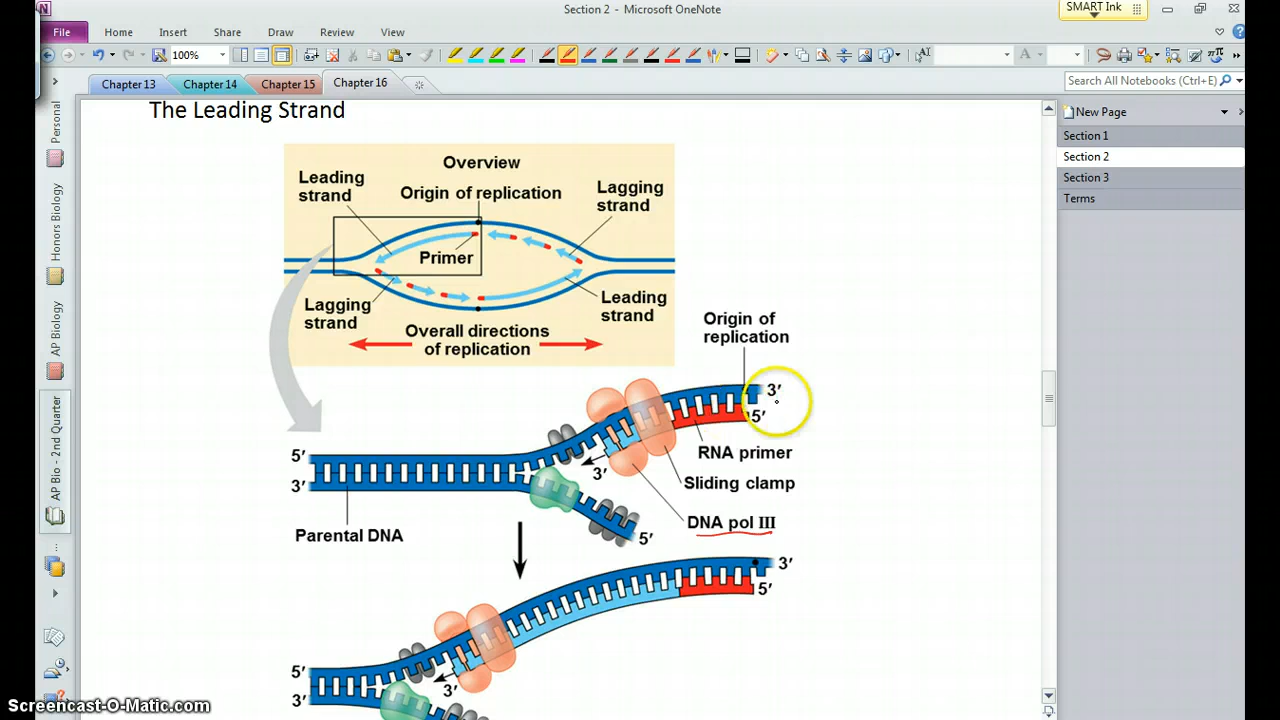 Section 2 - Microsoft OneNote
SMART Ink
File Home Insert Share Draw Review View
100%
Chapter 13 Chapter 14 Chapter 15 Chapter 16
Search All Notebooks (Ctrl+E)
New Page
Section 1
Section 2
Section 3
Terms
Personal
Honors Biology
AP Biology
AP Bio - 2nd Quarter
The Leading Strand
Overview
Leading
strand
Origin of replication
Lagging
strand
Primer
Lagging
strand
Leading
strand
Overall directions
of replication
Origin of
replication
3′
5′
RNA primer
Sliding clamp
DNA pol III
5′
3′
3′
5′
Parental DNA
3′
5′
5′
3′
3′
Screencast-O-Matic.com